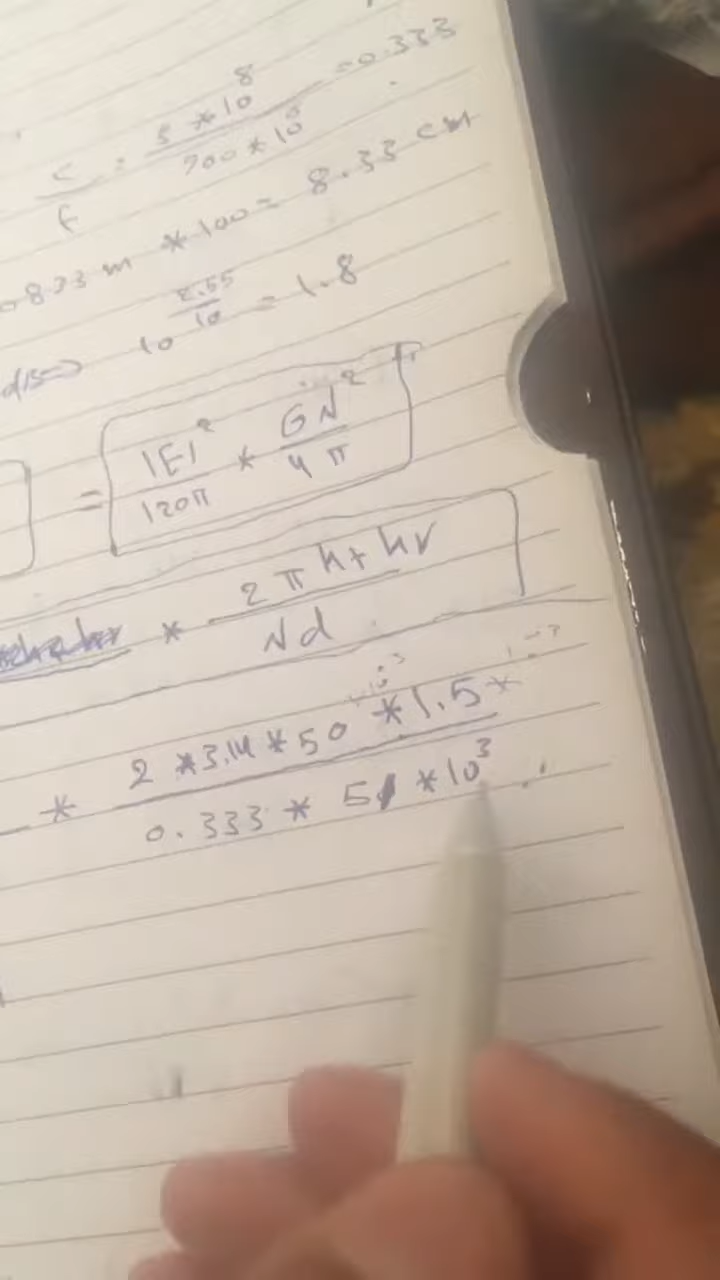 c/f = 3 * 10^8 / 900 * 10^6 = 0.333
0833 m * 100 = 8.33 cm
10^(2.55/10) = 1.8
= |E|^2/120π * Gλ^2/4π
* 2π ht hr / λd
* 2 * 3.14 * 50 * 1.5 * / 0.333 * 5 * 10^3